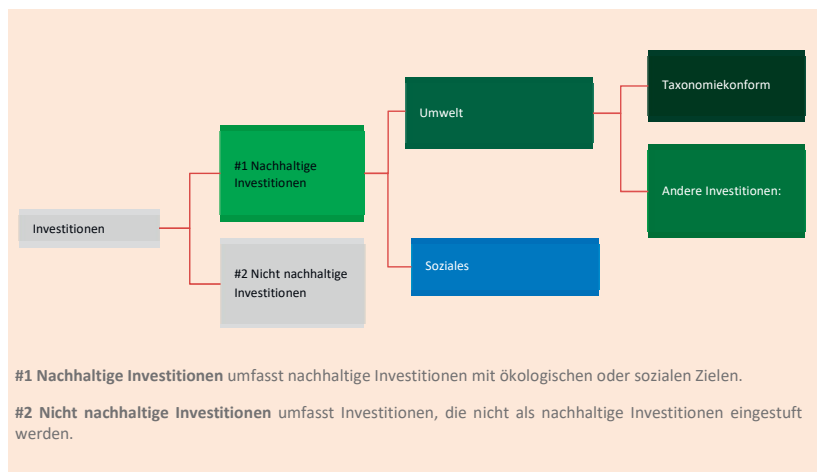 Investitionen
#1 Nachhaltige
Investitionen
#2 Nicht nachhaltige
Investitionen
Umwelt
Soziales
Taxonomiekonform
Andere Investitionen:
#1 Nachhaltige Investitionen umfasst nachhaltige Investitionen mit ökologischen oder sozialen Zielen.
#2 Nicht nachhaltige Investitionen umfasst Investitionen, die nicht als nachhaltige Investitionen eingestuft
werden.